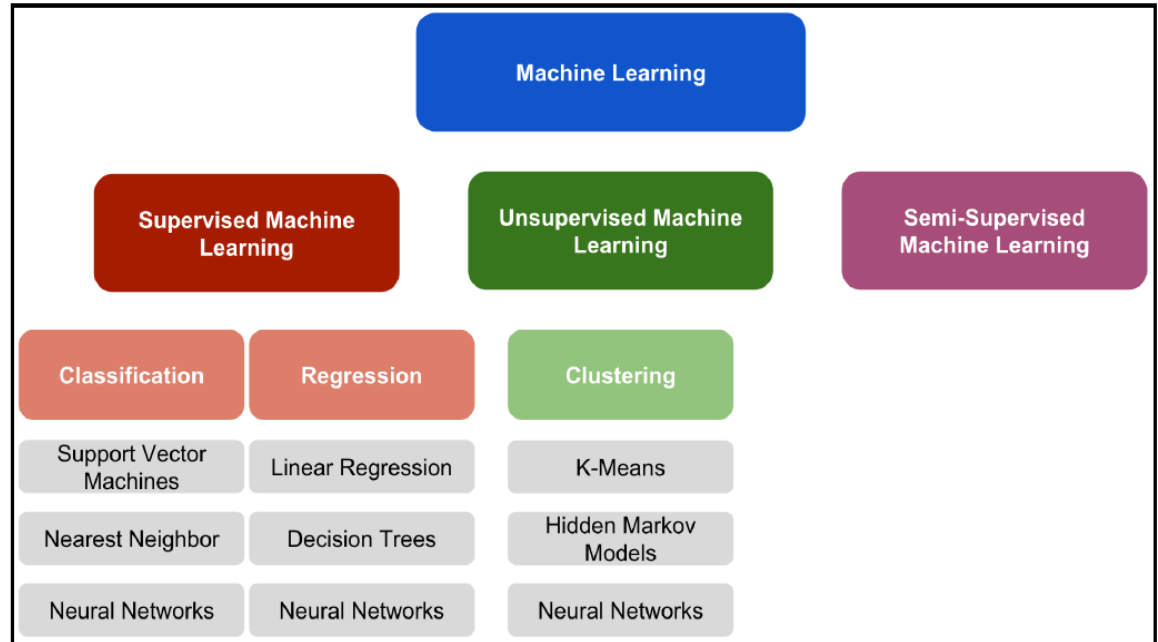 Machine Learning
Supervised Machine
Learning
Unsupervised Machine
Learning
Semi-Supervised
Machine Learning
Classification
Regression
Clustering
Support Vector
Machines
Linear Regression
K-Means
Nearest Neighbor
Decision Trees
Hidden Markov
Models
Neural Networks
Neural Networks
Neural Networks